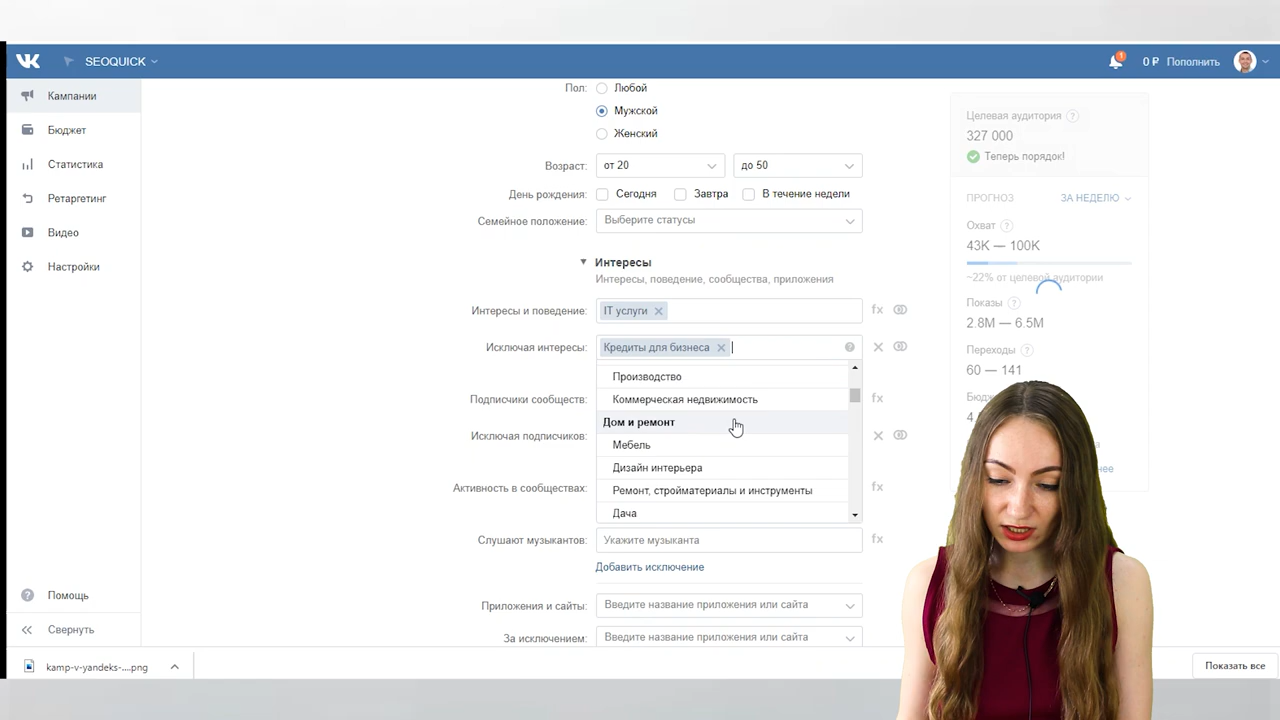 SEOQUICK
1
0 ₽ Пополнить
Кампании
Бюджет
Статистика
Ретаргетинг
Видео
Настройки
Помощь
Свернуть
Пол:
Любой
Мужской
Женский
Возраст:
от 20
до 50
День рождения:
Сегодня
Завтра
В течение недели
Семейное положение:
Выберите статусы
Интересы
Интересы, поведение, сообщества, приложения
Интересы и поведение:
IT услуги
fx
Исключая интересы:
Кредиты для бизнеса
Производство
Подписчики сообществ:
Коммерческая недвижимость
fx
Дом и ремонт
Исключая подписчиков:
Мебель
Дизайн интерьера
Активность в сообществах:
Ремонт, стройматериалы и инструменты
fx
Дача
Слушают музыкантов:
Укажите музыканта
fx
Добавить исключение
Приложения и сайты:
Введите название приложения или сайта
За исключением:
Введите название приложения или сайта
Целевая аудитория ?
327 000
Теперь порядок!
ПРОГНОЗ
ЗА НЕДЕЛЮ
Охват ?
43K — 100K
~22% от целевой аудитории
Показы ?
2.8M — 6.5M
Переходы ?
60 — 141
kamp-v-yandeks-....png
Показать все